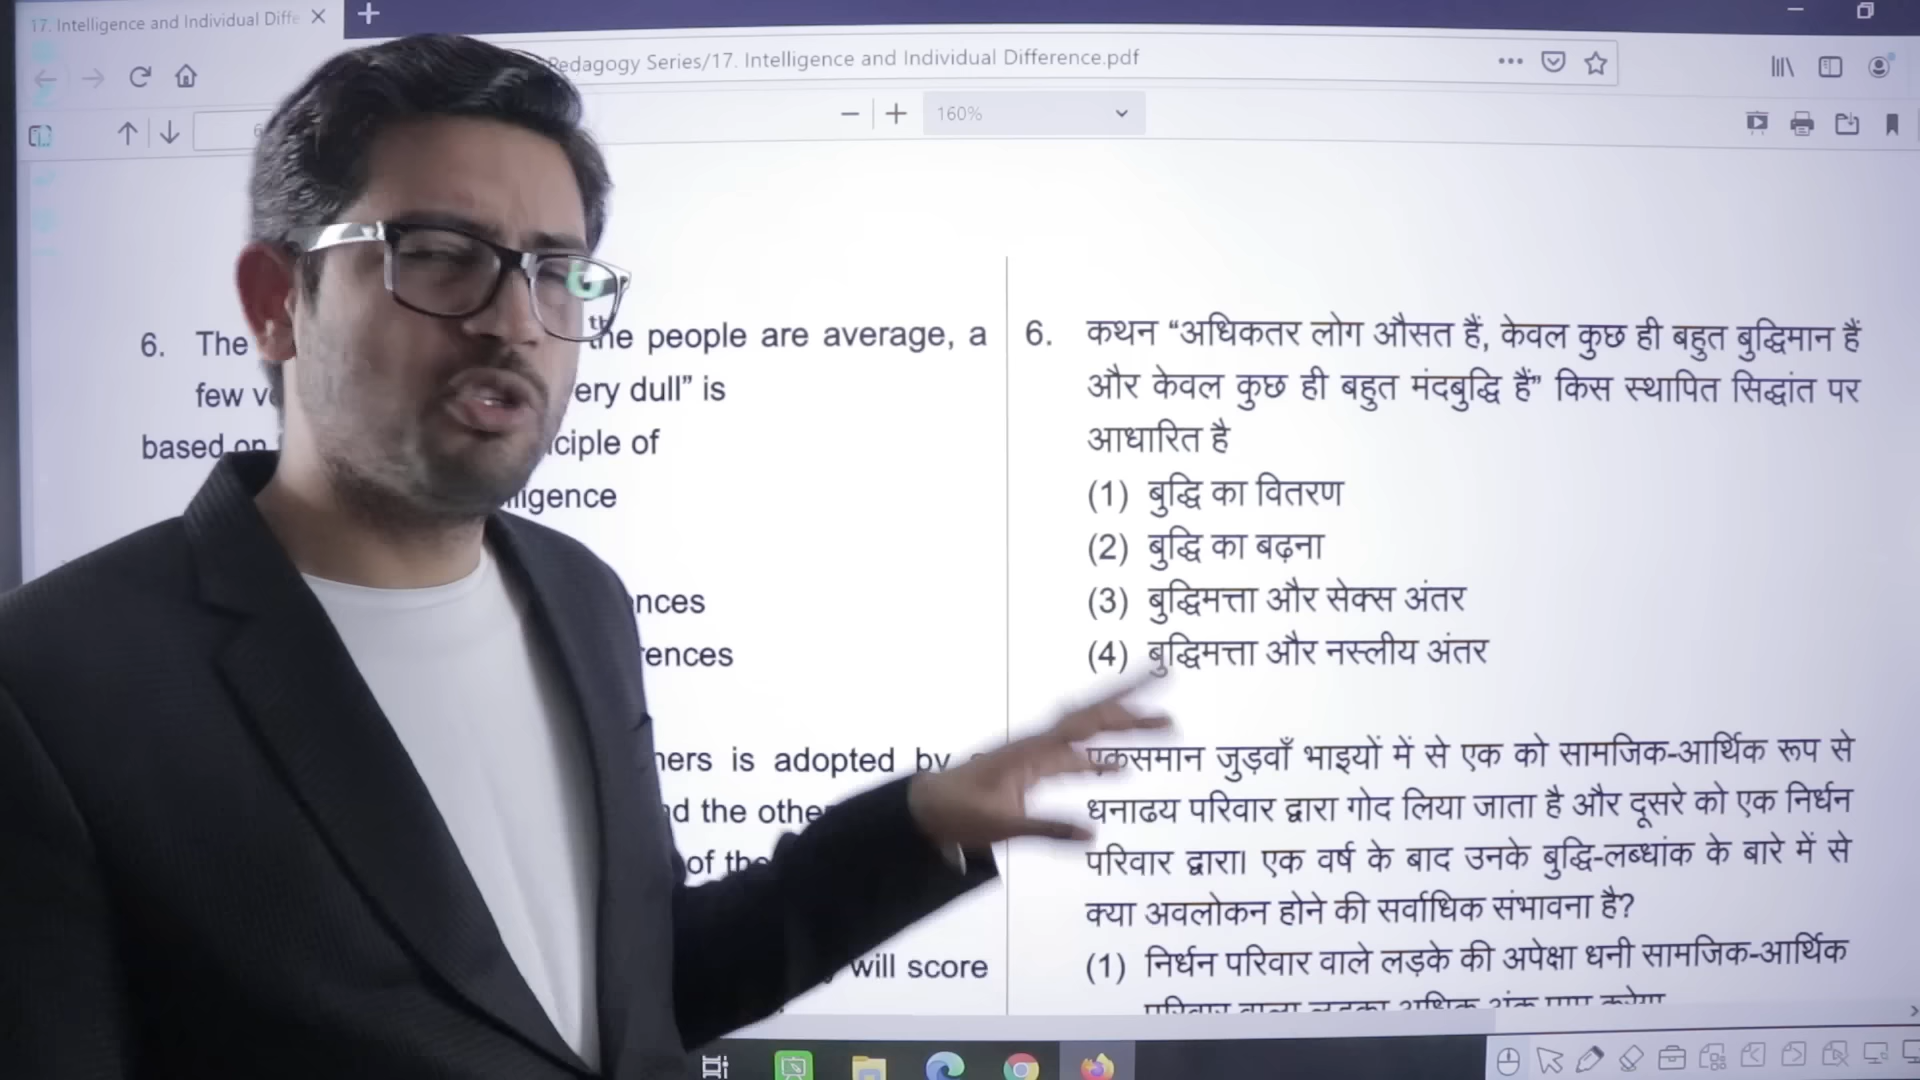 17. Intelligence and Individual Diffe
Pedagogy Series/17. Intelligence and Individual Difference.pdf
160%
6. The the people are average, a
few ery dull” is
based on ciple of
ligence
nces
rences
hers is adopted by
d the othe
of the
will score
6. कथन “अधिकतर लोग औसत हैं, केवल कुछ ही बहुत बुद्धिमान हैं
और केवल कुछ ही बहुत मंदबुद्धि हैं” किस स्थापित सिद्धांत पर
आधारित है
(1) बुद्धि का वितरण
(2) बुद्धि का बढ़ना
(3) बुद्धिमत्ता और सेक्स अंतर
(4) बुद्धिमत्ता और नस्लीय अंतर
एकसमान जुड़वाँ भाइयों में से एक को सामजिक-आर्थिक रूप से
धनाढय परिवार द्वारा गोद लिया जाता है और दूसरे को एक निर्धन
परिवार द्वारा। एक वर्ष के बाद उनके बुद्धि-लब्धांक के बारे में से
क्या अवलोकन होने की सर्वाधिक संभावना है?
(1) निर्धन परिवार वाले लड़के की अपेक्षा धनी सामजिक-आर्थिक